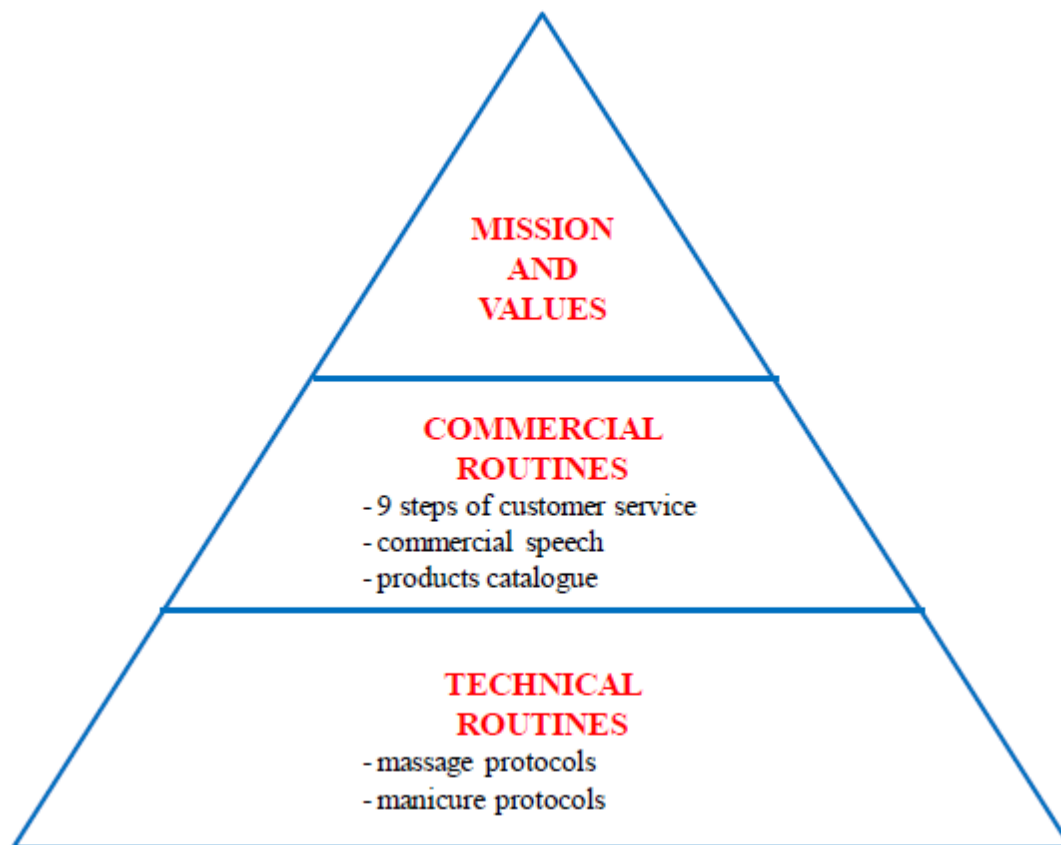 MISSION
AND
VALUES
COMMERCIAL
ROUTINES
- 9 steps of customer service
- commercial speech
- products catalogue
TECHNICAL
ROUTINES
- massage protocols
- manicure protocols